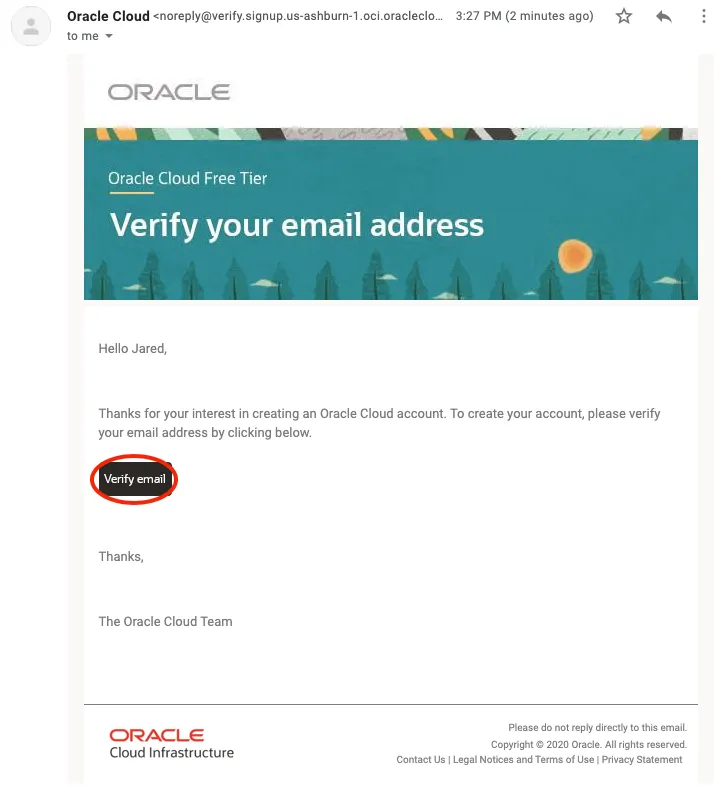 Oracle Cloud <noreply@verify.signup.us-ashburn-1.oci.oracleclo... 3:27 PM (2 minutes ago)
to me
ORACLE
Oracle Cloud Free Tier
Verify your email address
Hello Jared,
Thanks for your interest in creating an Oracle Cloud account. To create your account, please verify
your email address by clicking below.
Verify email
Thanks,
The Oracle Cloud Team
ORACLE
Cloud Infrastructure
Please do not reply directly to this email.
Copyright © 2020 Oracle. All rights reserved.
Contact Us | Legal Notices and Terms of Use | Privacy Statement